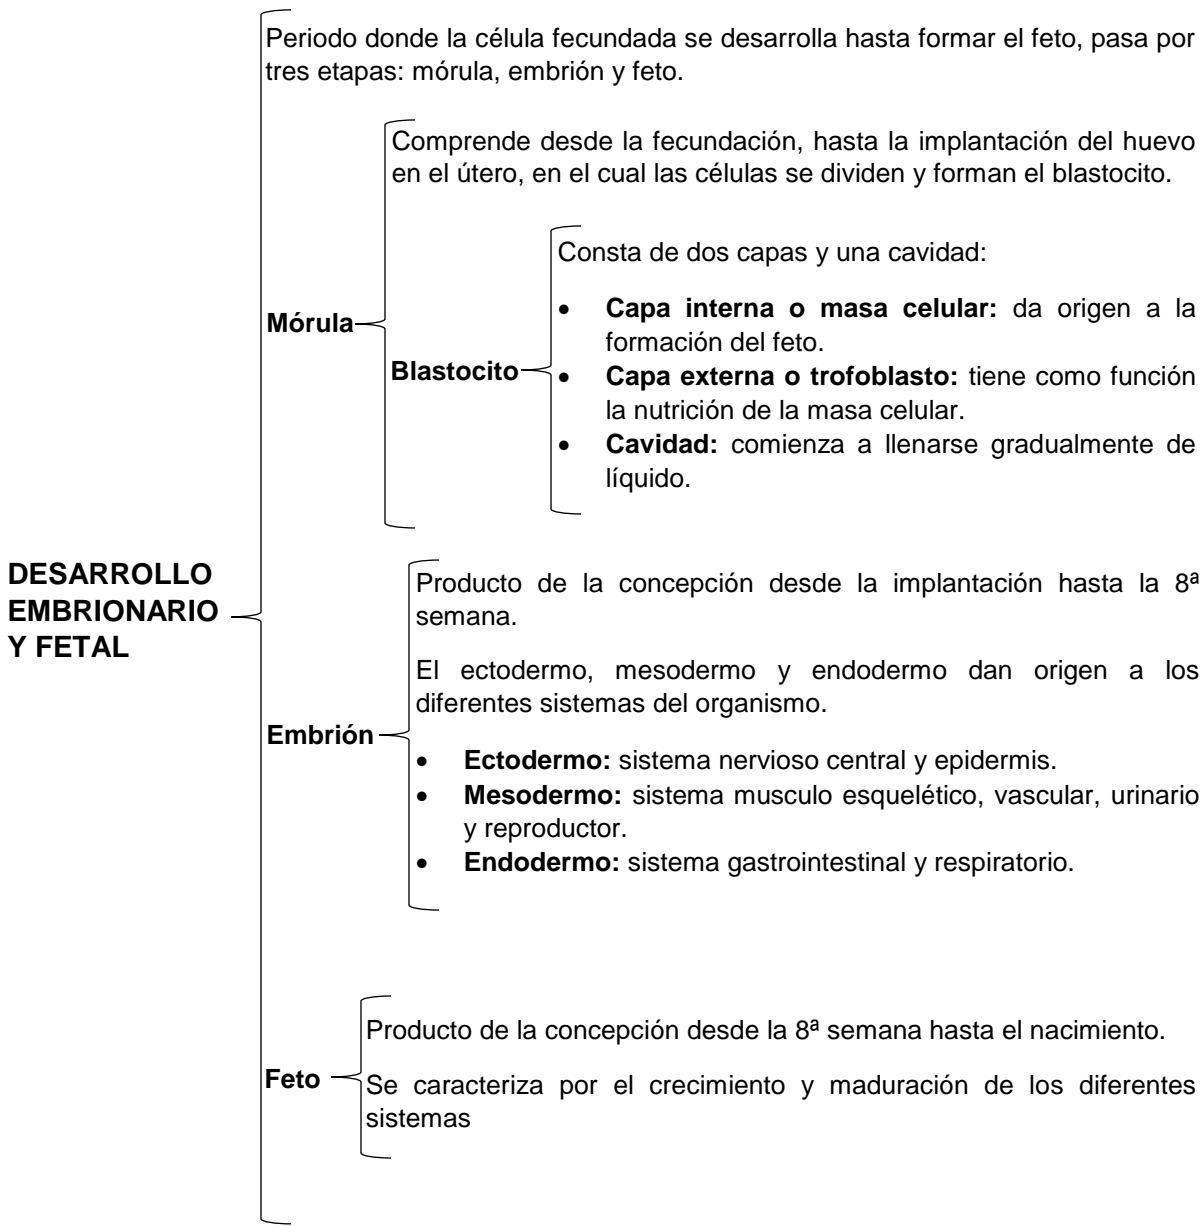 Periodo donde la célula fecundada se desarrolla hasta formar el feto, pasa por
tres etapas: mórula, embrión y feto.
Comprende desde la fecundación, hasta la implantación del huevo
en el útero, en el cual las células se dividen y forman el blastocito.
Consta de dos capas y una cavidad:
Mórula
• Capa interna o masa celular: da origen a la
formación del feto.
Blastocito
• Capa externa o trofoblasto: tiene como función
la nutrición de la masa celular.
• Cavidad: comienza a llenarse gradualmente de
líquido.
DESARROLLO
EMBRIONARIO
Y FETAL
Producto de la concepción desde la implantación hasta la 8ª
semana.
El ectodermo, mesodermo y endodermo dan origen a los
diferentes sistemas del organismo.
Embrión
• Ectodermo: sistema nervioso central y epidermis.
• Mesodermo: sistema musculo esquelético, vascular, urinario
y reproductor.
• Endodermo: sistema gastrointestinal y respiratorio.
Producto de la concepción desde la 8ª semana hasta el nacimiento.
Feto
Se caracteriza por el crecimiento y maduración de los diferentes
sistemas